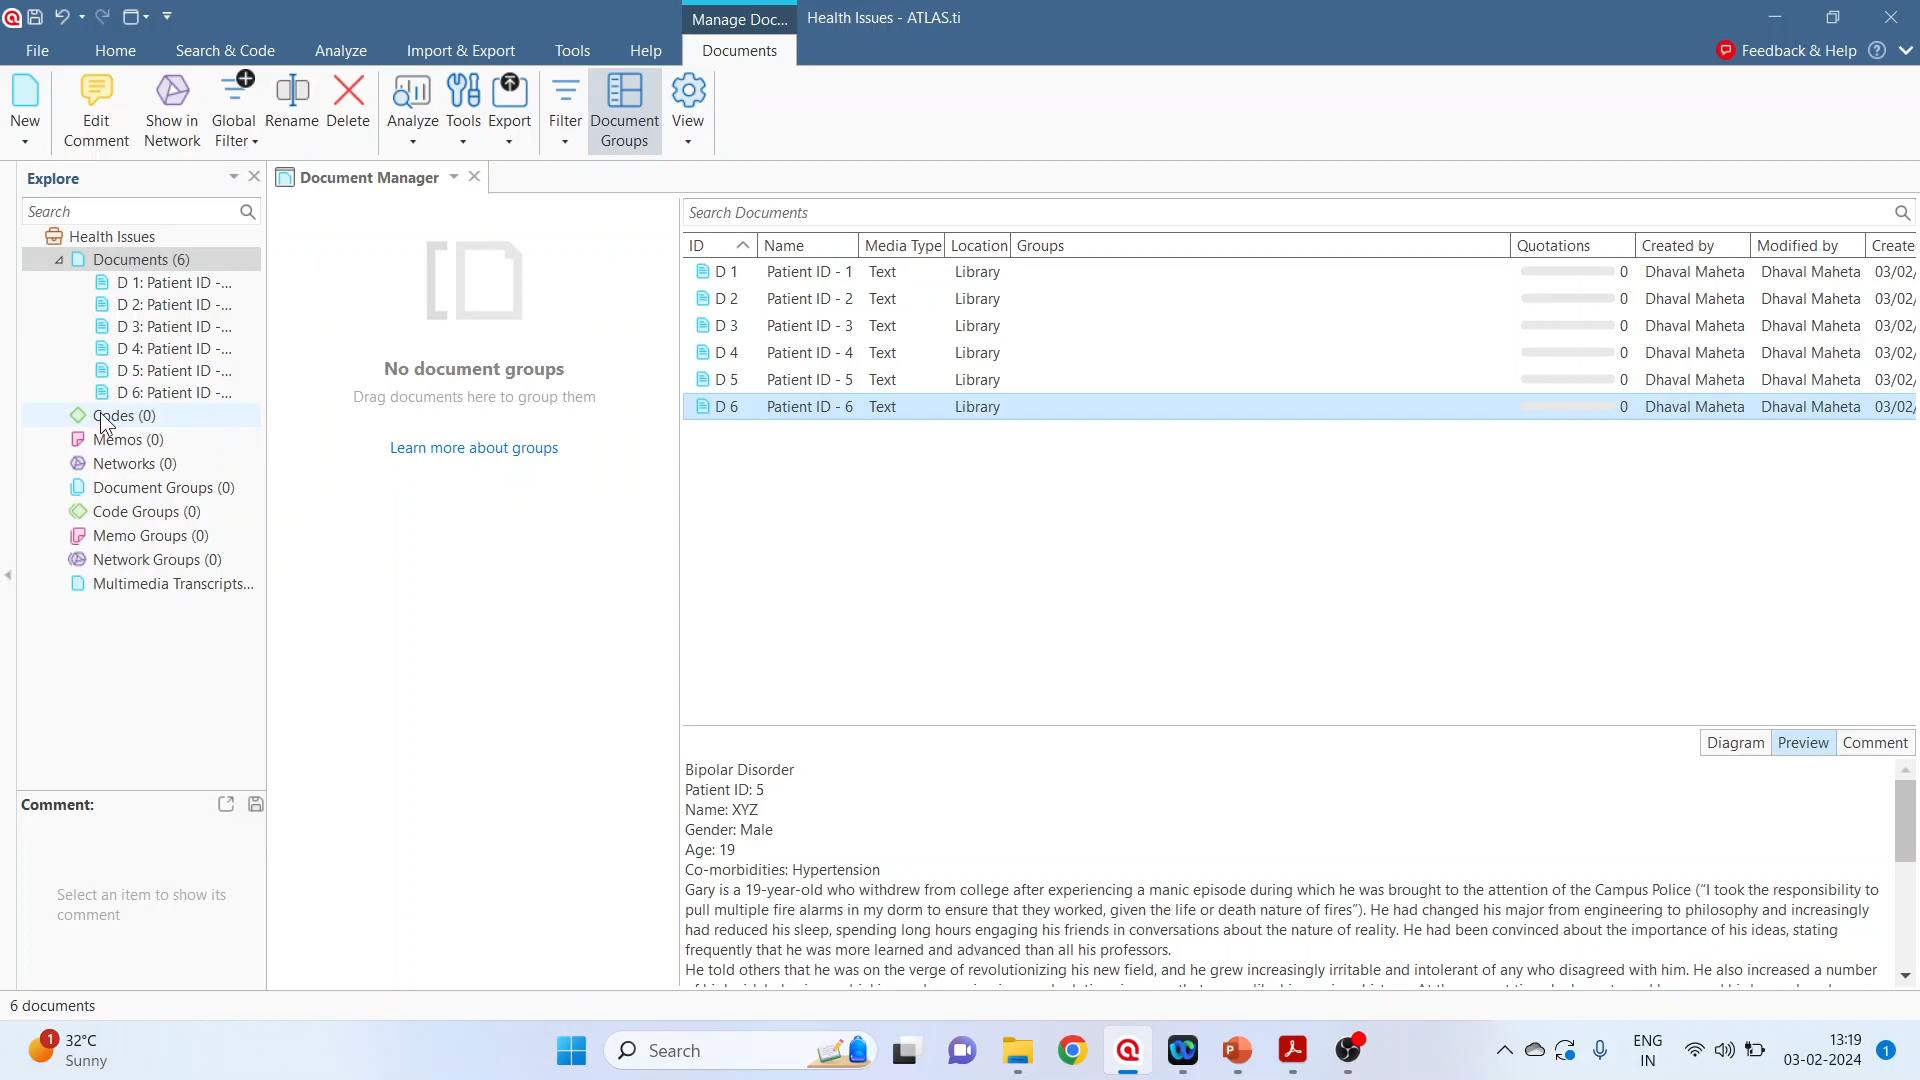 Manage Doc...
Health Issues - ATLAS.ti
File
Home
Search & Code
Analyze
Import & Export
Tools
Help
Documents
Feedback & Help
New
Edit
Comment
Show in
Network
Global
Filter
Rename
Delete
Analyze
Tools
Export
Filter
Document
Groups
View
Explore
Search
Health Issues
Documents (6)
D 1: Patient ID -...
D 2: Patient ID -...
D 3: Patient ID -...
D 4: Patient ID -...
D 5: Patient ID -...
D 6: Patient ID -...
Codes (0)
Memos (0)
Networks (0)
Document Groups (0)
Code Groups (0)
Memo Groups (0)
Network Groups (0)
Multimedia Transcripts...
Comment:
Select an item to show its
comment
Document Manager
No document groups
Drag documents here to group them
Learn more about groups
Search Documents
ID Name Media Type Location Groups Quotations Created by Modified by Create
D 1 Patient ID - 1 Text Library 0 Dhaval Maheta Dhaval Maheta 03/02/
D 2 Patient ID - 2 Text Library 0 Dhaval Maheta Dhaval Maheta 03/02/
D 3 Patient ID - 3 Text Library 0 Dhaval Maheta Dhaval Maheta 03/02/
D 4 Patient ID - 4 Text Library 0 Dhaval Maheta Dhaval Maheta 03/02/
D 5 Patient ID - 5 Text Library 0 Dhaval Maheta Dhaval Maheta 03/02/
D 6 Patient ID - 6 Text Library 0 Dhaval Maheta Dhaval Maheta 03/02/
Diagram Preview Comment
Bipolar Disorder
Patient ID: 5
Name: XYZ
Gender: Male
Age: 19
Co-morbidities: Hypertension
Gary is a 19-year-old who withdrew from college after experiencing a manic episode during which he was brought to the attention of the Campus Police (“I took the responsibility to
pull multiple fire alarms in my dorm to ensure that they worked, given the life or death nature of fires”). He had changed his major from engineering to philosophy and increasingly
had reduced his sleep, spending long hours engaging his friends in conversations about the nature of reality. He had been convinced about the importance of his ideas, stating
frequently that he was more learned and advanced than all his professors.
He told others that he was on the verge of revolutionizing his new field, and he grew increasingly irritable and intolerant of any who disagreed with him. He also increased a number
6 documents
1
32°C
Sunny
Search
ENG
IN
13:19
03-02-2024
1